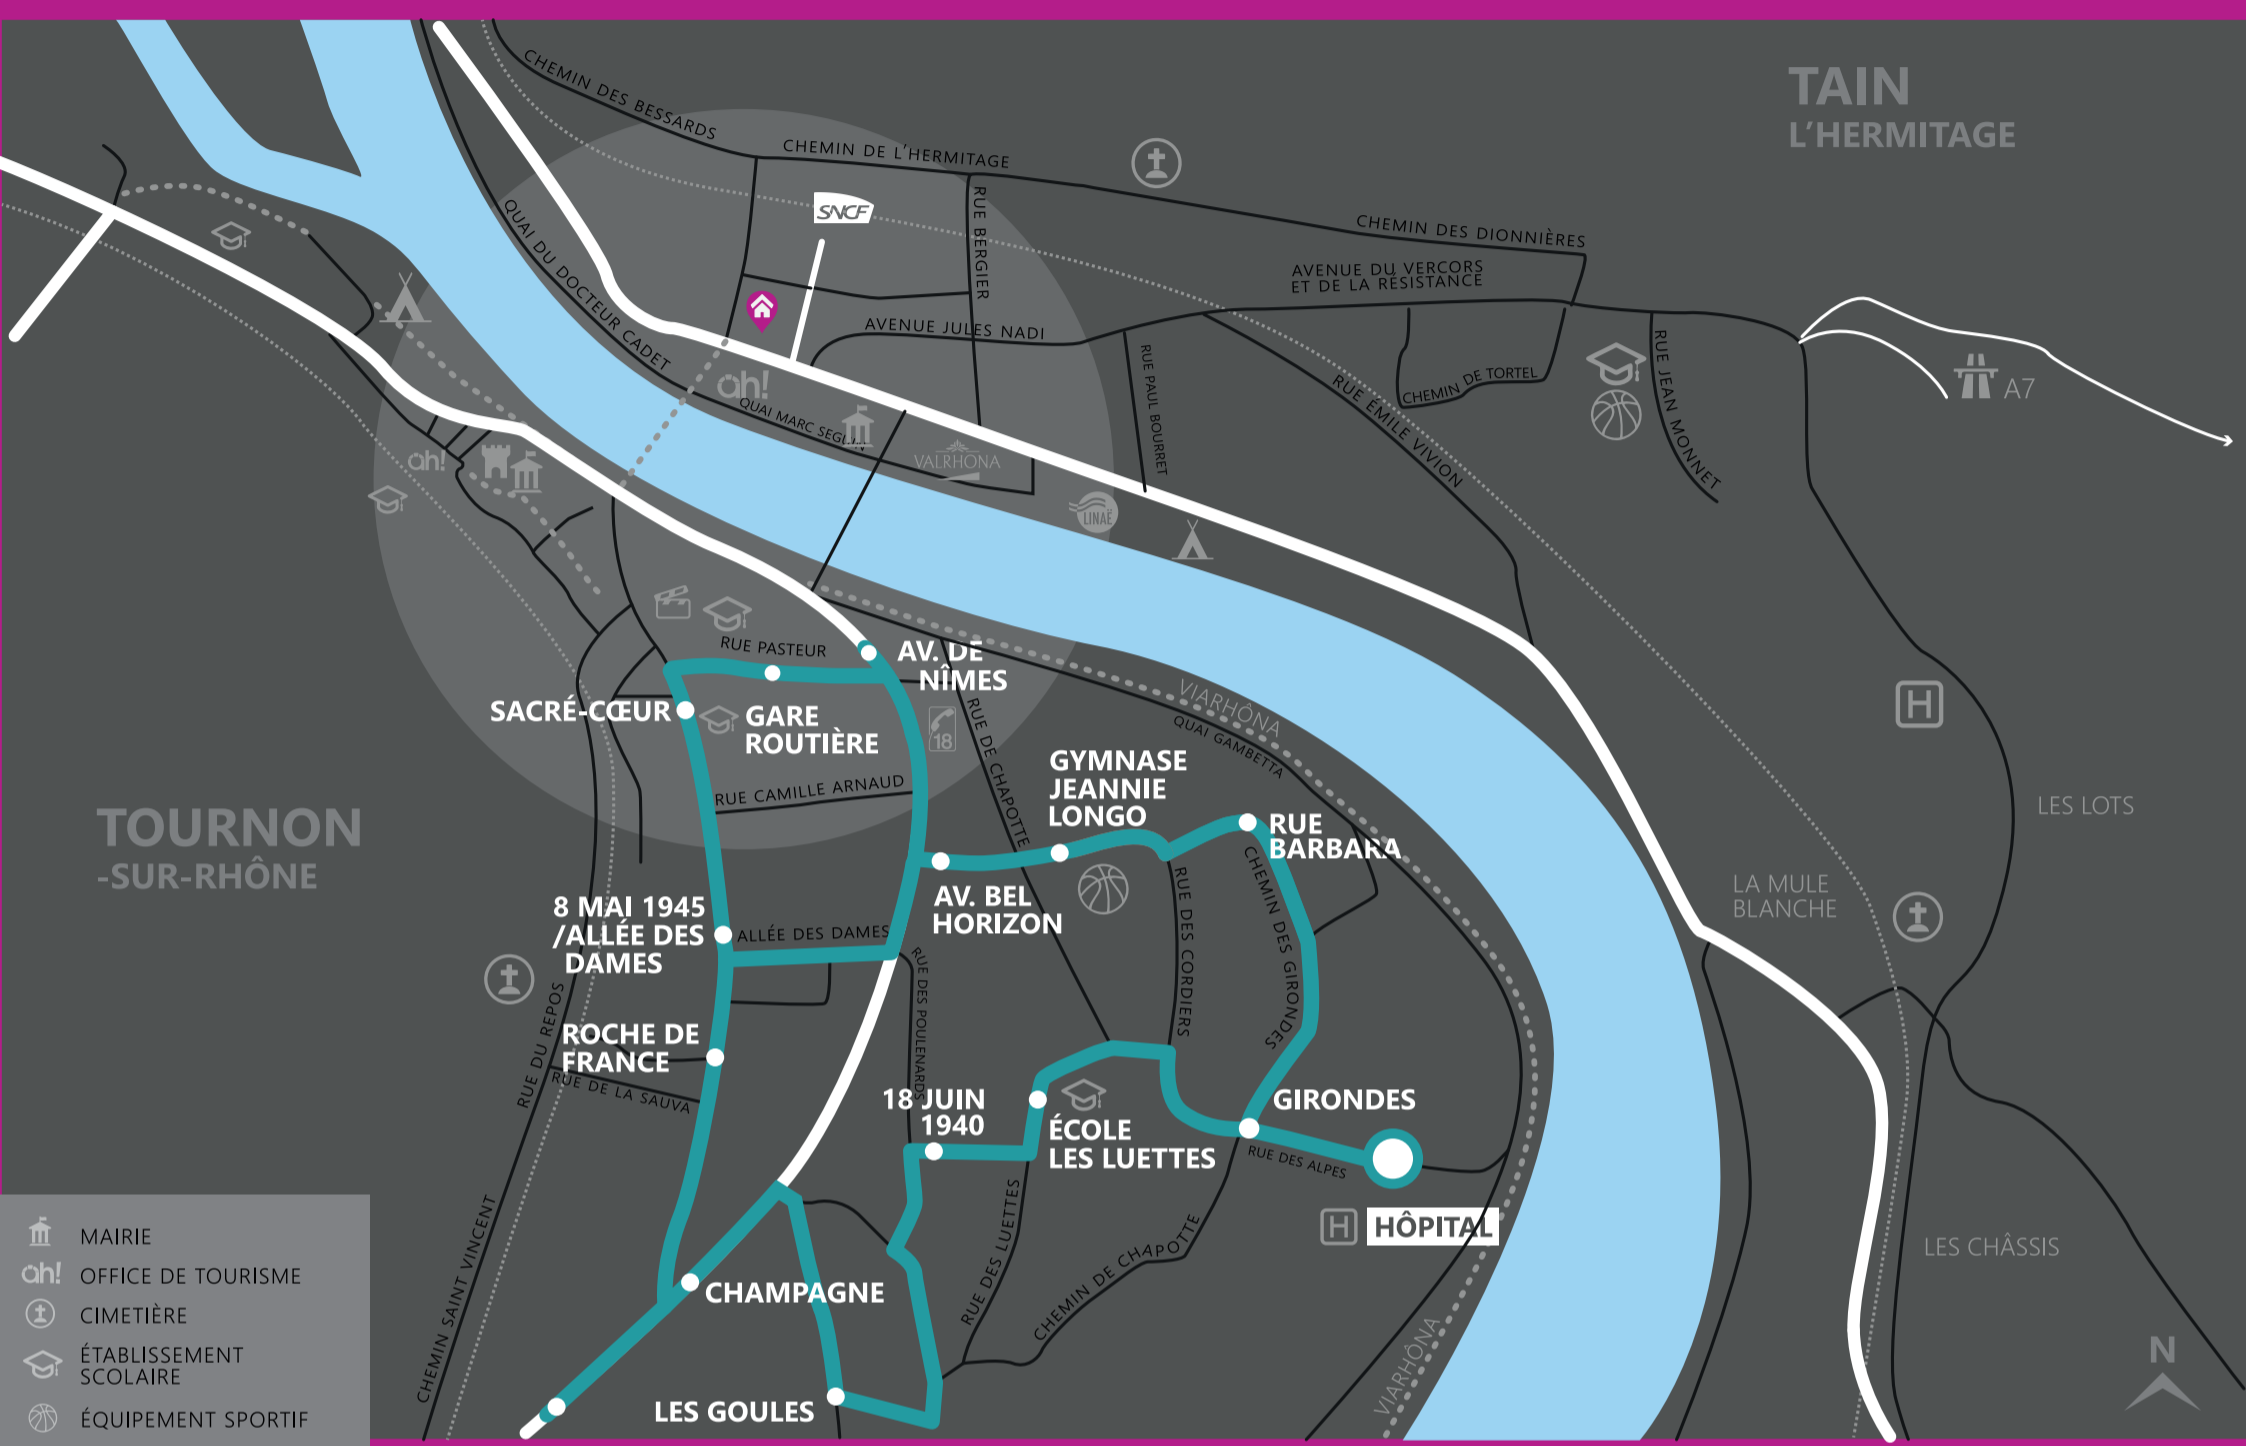 TAIN
L'HERMITAGE
CHEMIN DES BESSARDS
CHEMIN DE L'HERMITAGE
SNCF
RUE BERGIER
CHEMIN DES DIONNIÈRES
AVENUE DU VERCORS
ET DE LA RÉSISTANCE
QUAI DU DOCTEUR CADET
AVENUE JULES NADI
RUE PAUL BOURRET
CHEMIN DE TORTEL
RUE ÉMILE VIVION
RUE JEAN MONNET
A7
ah!
QUAI MARC SEGUIN
VALRHONA
LINAË
ah!
RUE PASTEUR
AV. DE
NÎMES
SACRÉ-CŒUR
GARE
ROUTIÈRE
18
RUE DE CHAPOTTE
VIARHÔNA
QUAI GAMBETTA
H
RUE CAMILLE ARNAUD
GYMNASE
JEANNIE
LONGO
RUE
BARBARA
LES LOTS
TOURNON
-SUR-RHÔNE
8 MAI 1945
/ALLÉE DES
DAMES
ALLÉE DES DAMES
AV. BEL
HORIZON
RUE DES CORDIERS
CHEMIN DES GIRONDES
LA MULE
BLANCHE
RUE DU REPOS
ROCHE DE
FRANCE
RUE DE LA SAUVA
RUE DES POULENARDS
18 JUIN
1940
ÉCOLE
LES LUETTES
GIRONDES
RUE DES ALPES
H HÔPITAL
RUE DES LUETTES
CHEMIN DE CHAPOTTE
LES CHÂSSIS
CHEMIN SAINT VINCENT
CHAMPAGNE
LES GOULES
VIARHÔNA
N
MAIRIE
ah! OFFICE DE TOURISME
CIMETIÈRE
ÉTABLISSEMENT
SCOLAIRE
ÉQUIPEMENT SPORTIF